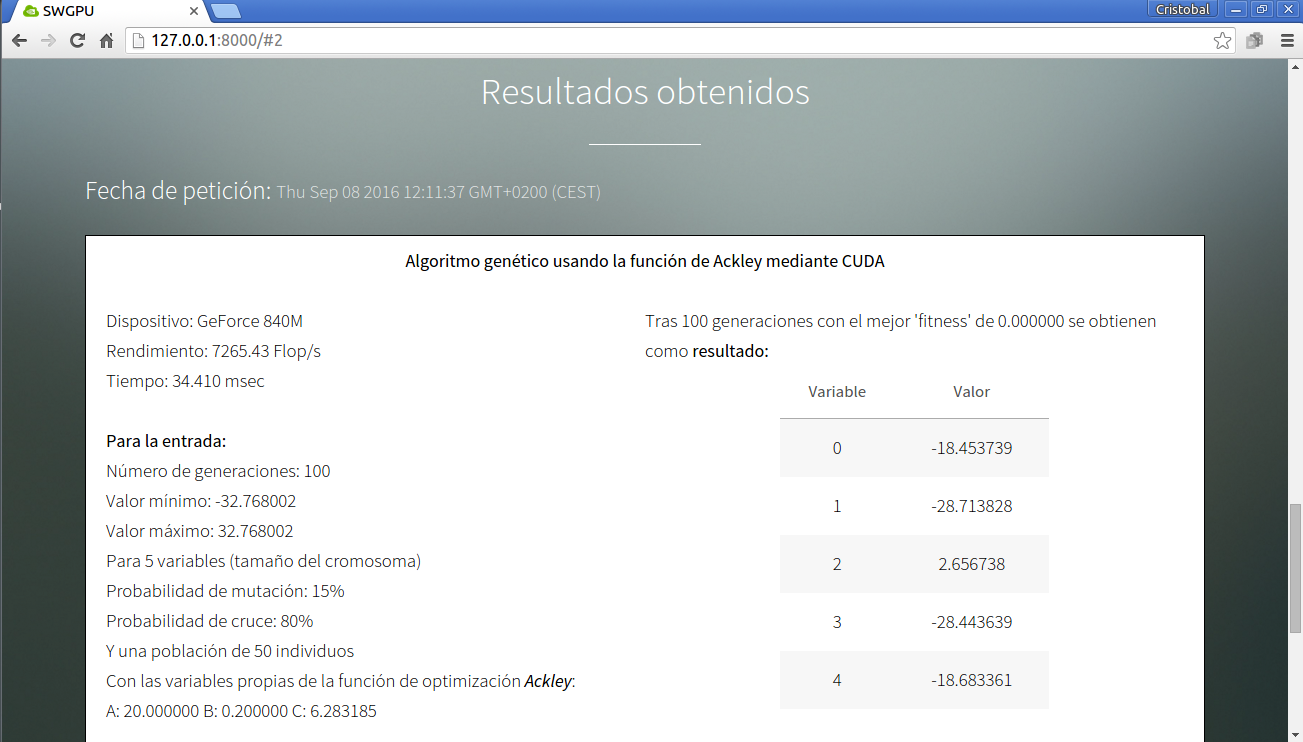 SWGPU
Cristobal
127.0.0.1:8000/#2
Resultados obtenidos
Fecha de petición: Thu Sep 08 2016 12:11:37 GMT+0200 (CEST)
Algoritmo genético usando la función de Ackley mediante CUDA
Dispositivo: GeForce 840M
Rendimiento: 7265.43 Flop/s
Tiempo: 34.410 msec
Para la entrada:
Número de generaciones: 100
Valor mínimo: -32.768002
Valor máximo: 32.768002
Para 5 variables (tamaño del cromosoma)
Probabilidad de mutación: 15%
Probabilidad de cruce: 80%
Y una población de 50 individuos
Con las variables propias de la función de optimización Ackley:
A: 20.000000 B: 0.200000 C: 6.283185
Tras 100 generaciones con el mejor 'fitness' de 0.000000 se obtienen
como resultado:
Variable Valor
0 -18.453739
1 -28.713828
2 2.656738
3 -28.443639
4 -18.683361